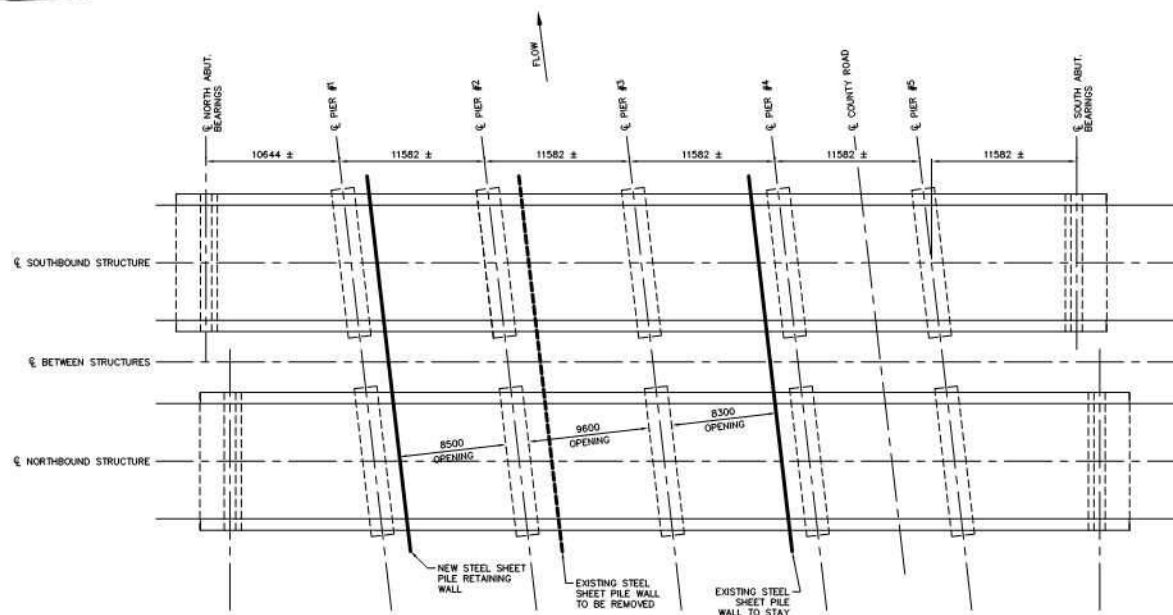 FLOW
℄ NORTH ABUT.
BEARINGS
℄ PIER #1
℄ PIER #2
℄ PIER #3
℄ PIER #4
℄ COUNTY ROAD
℄ PIER #5
℄ SOUTH ABUT.
BEARINGS
10644 ±
11582 ±
11582 ±
11582 ±
11582 ±
11582 ±
℄ SOUTHBOUND STRUCTURE
℄ BETWEEN STRUCTURES
℄ NORTHBOUND STRUCTURE
8500
OPENING
9600
OPENING
8300
OPENING
NEW STEEL SHEET
PILE RETAINING
WALL
EXISTING STEEL
SHEET PILE WALL
TO BE REMOVED
EXISTING STEEL
SHEET PILE
WALL TO STAY